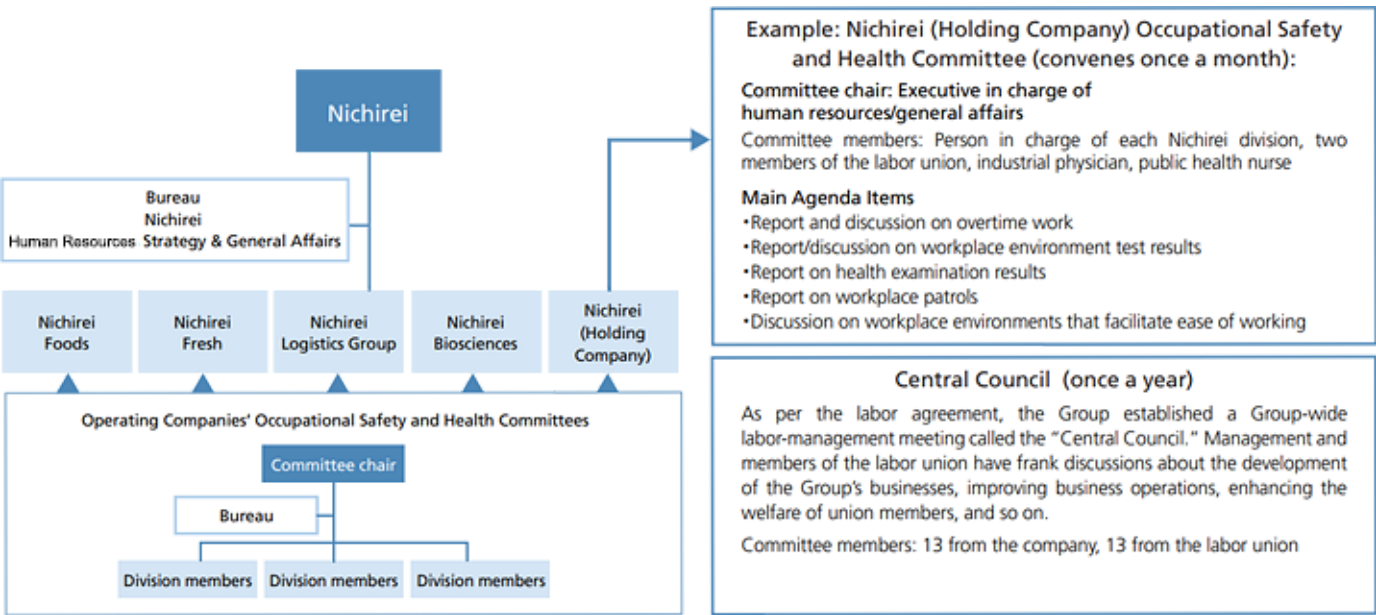 Nichirei
Bureau
Nichirei
Human Resources Strategy & General Affairs
Nichirei
Foods
Nichirei
Fresh
Nichirei
Logistics Group
Nichirei
Biosciences
Nichirei
(Holding
Company)
Operating Companies' Occupational Safety and Health Committees
Committee chair
Bureau
Division members
Division members
Division members
Example: Nichirei (Holding Company) Occupational Safety
and Health Committee (convenes once a month):
Committee chair: Executive in charge of
human resources/general affairs
Committee members: Person in charge of each Nichirei division, two
members of the labor union, industrial physician, public health nurse
Main Agenda Items
・Report and discussion on overtime work
・Report/discussion on workplace environment test results
・Report on health examination results
・Report on workplace patrols
・Discussion on workplace environments that facilitate ease of working
Central Council (once a year)
As per the labor agreement, the Group established a Group-wide
labor-management meeting called the “Central Council.” Management and
members of the labor union have frank discussions about the development
of the Group's businesses, improving business operations, enhancing the
welfare of union members, and so on.
Committee members: 13 from the company, 13 from the labor union